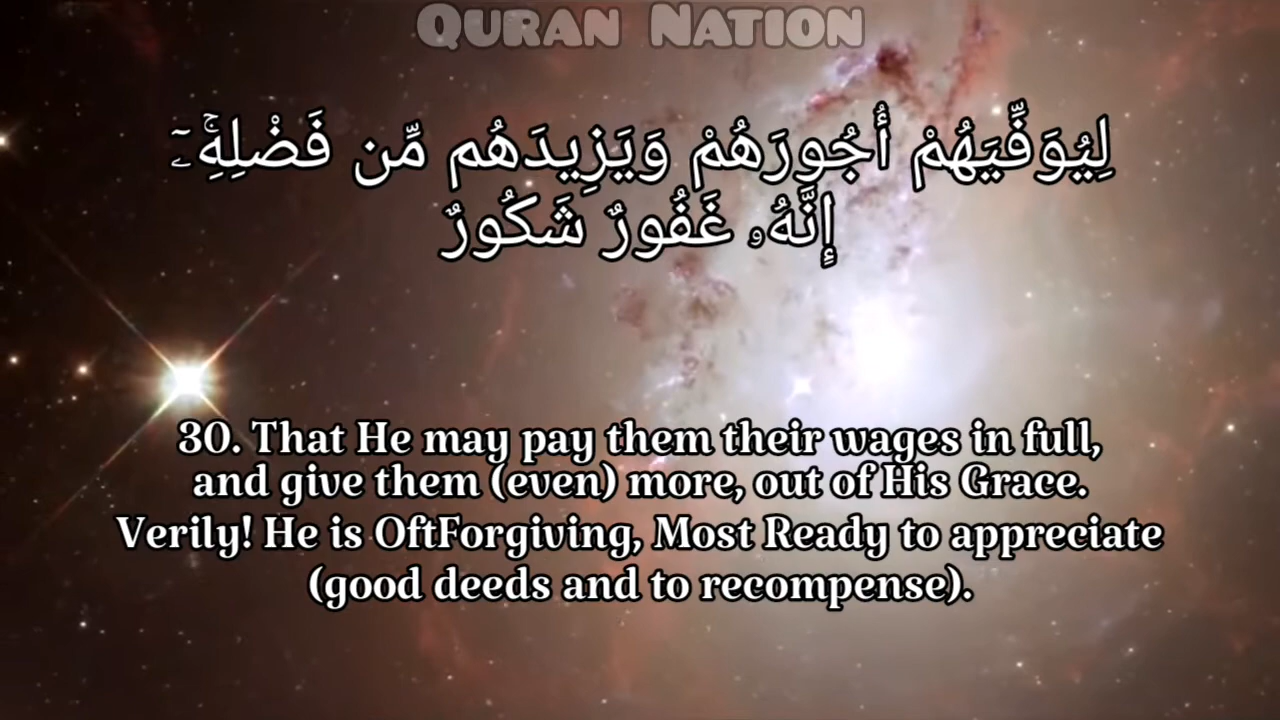 QURAN NATION
لِيُوَفِّيَهُمْ أُجُورَهُمْ وَيَزِيدَهُم مِّن فَضْلِهِۦٓ ۚ
إِنَّهُۥ غَفُورٌ شَكُورٌ
30. That He may pay them their wages in full,
and give them (even) more, out of His Grace.
Verily! He is OftForgiving, Most Ready to appreciate
(good deeds and to recompense).